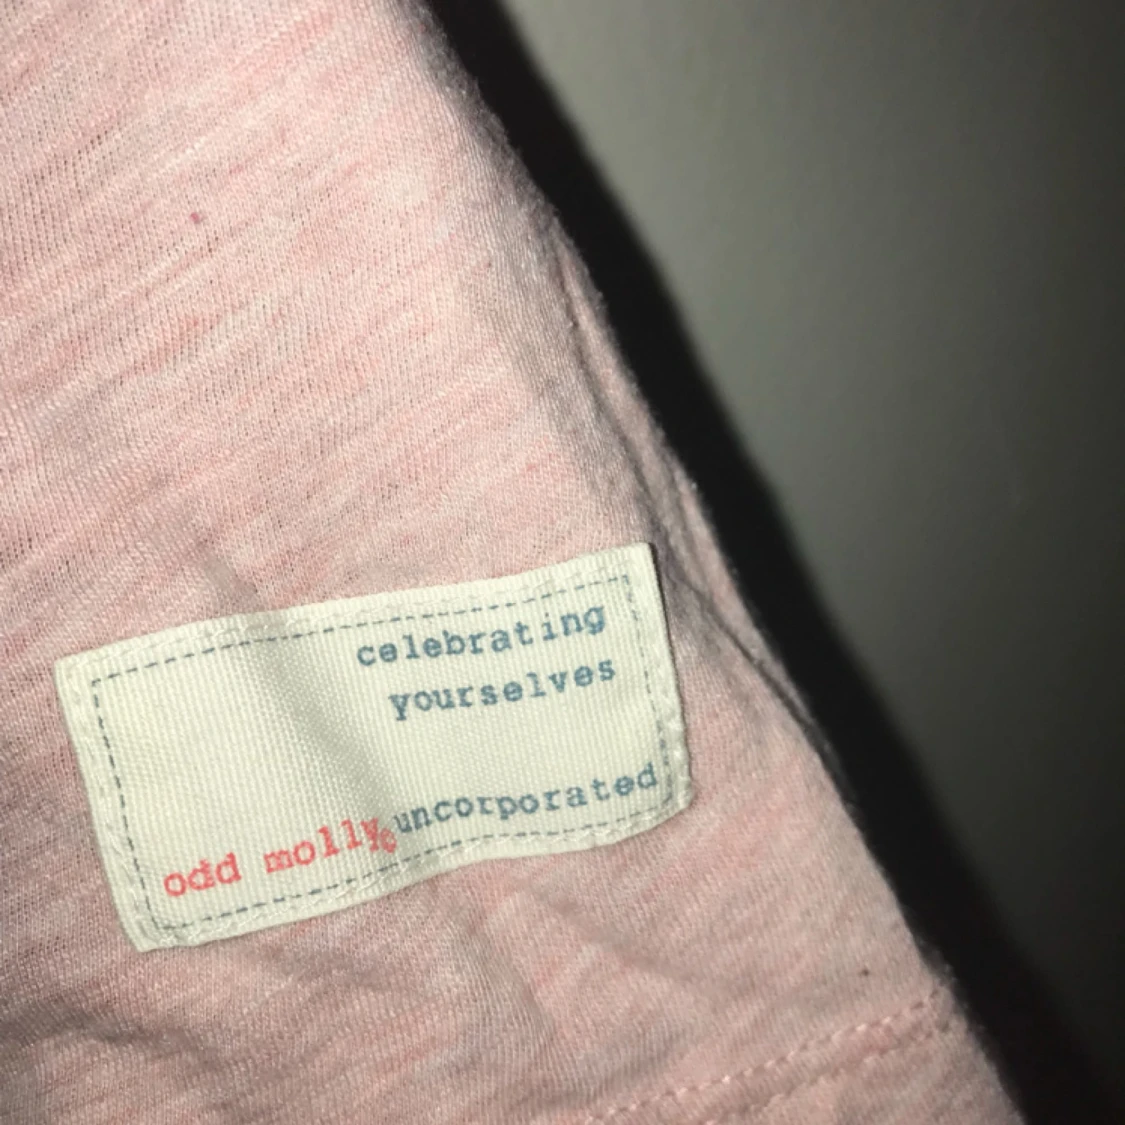 celebrating
yourselves
odd molly© uncorporated